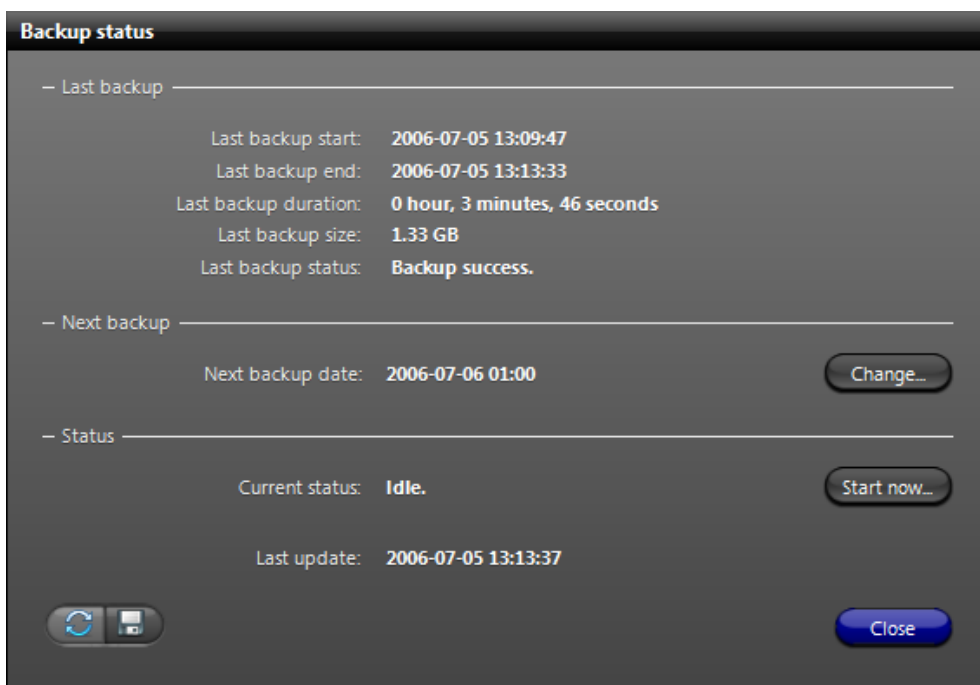 Backup status
Last backup
Last backup start: 2006-07-05 13:09:47
Last backup end: 2006-07-05 13:13:33
Last backup duration: 0 hour, 3 minutes, 46 seconds
Last backup size: 1.33 GB
Last backup status: Backup success.
Next backup
Next backup date: 2006-07-06 01:00 Change...
Status
Current status: Idle. Start now...
Last update: 2006-07-05 13:13:37
Close